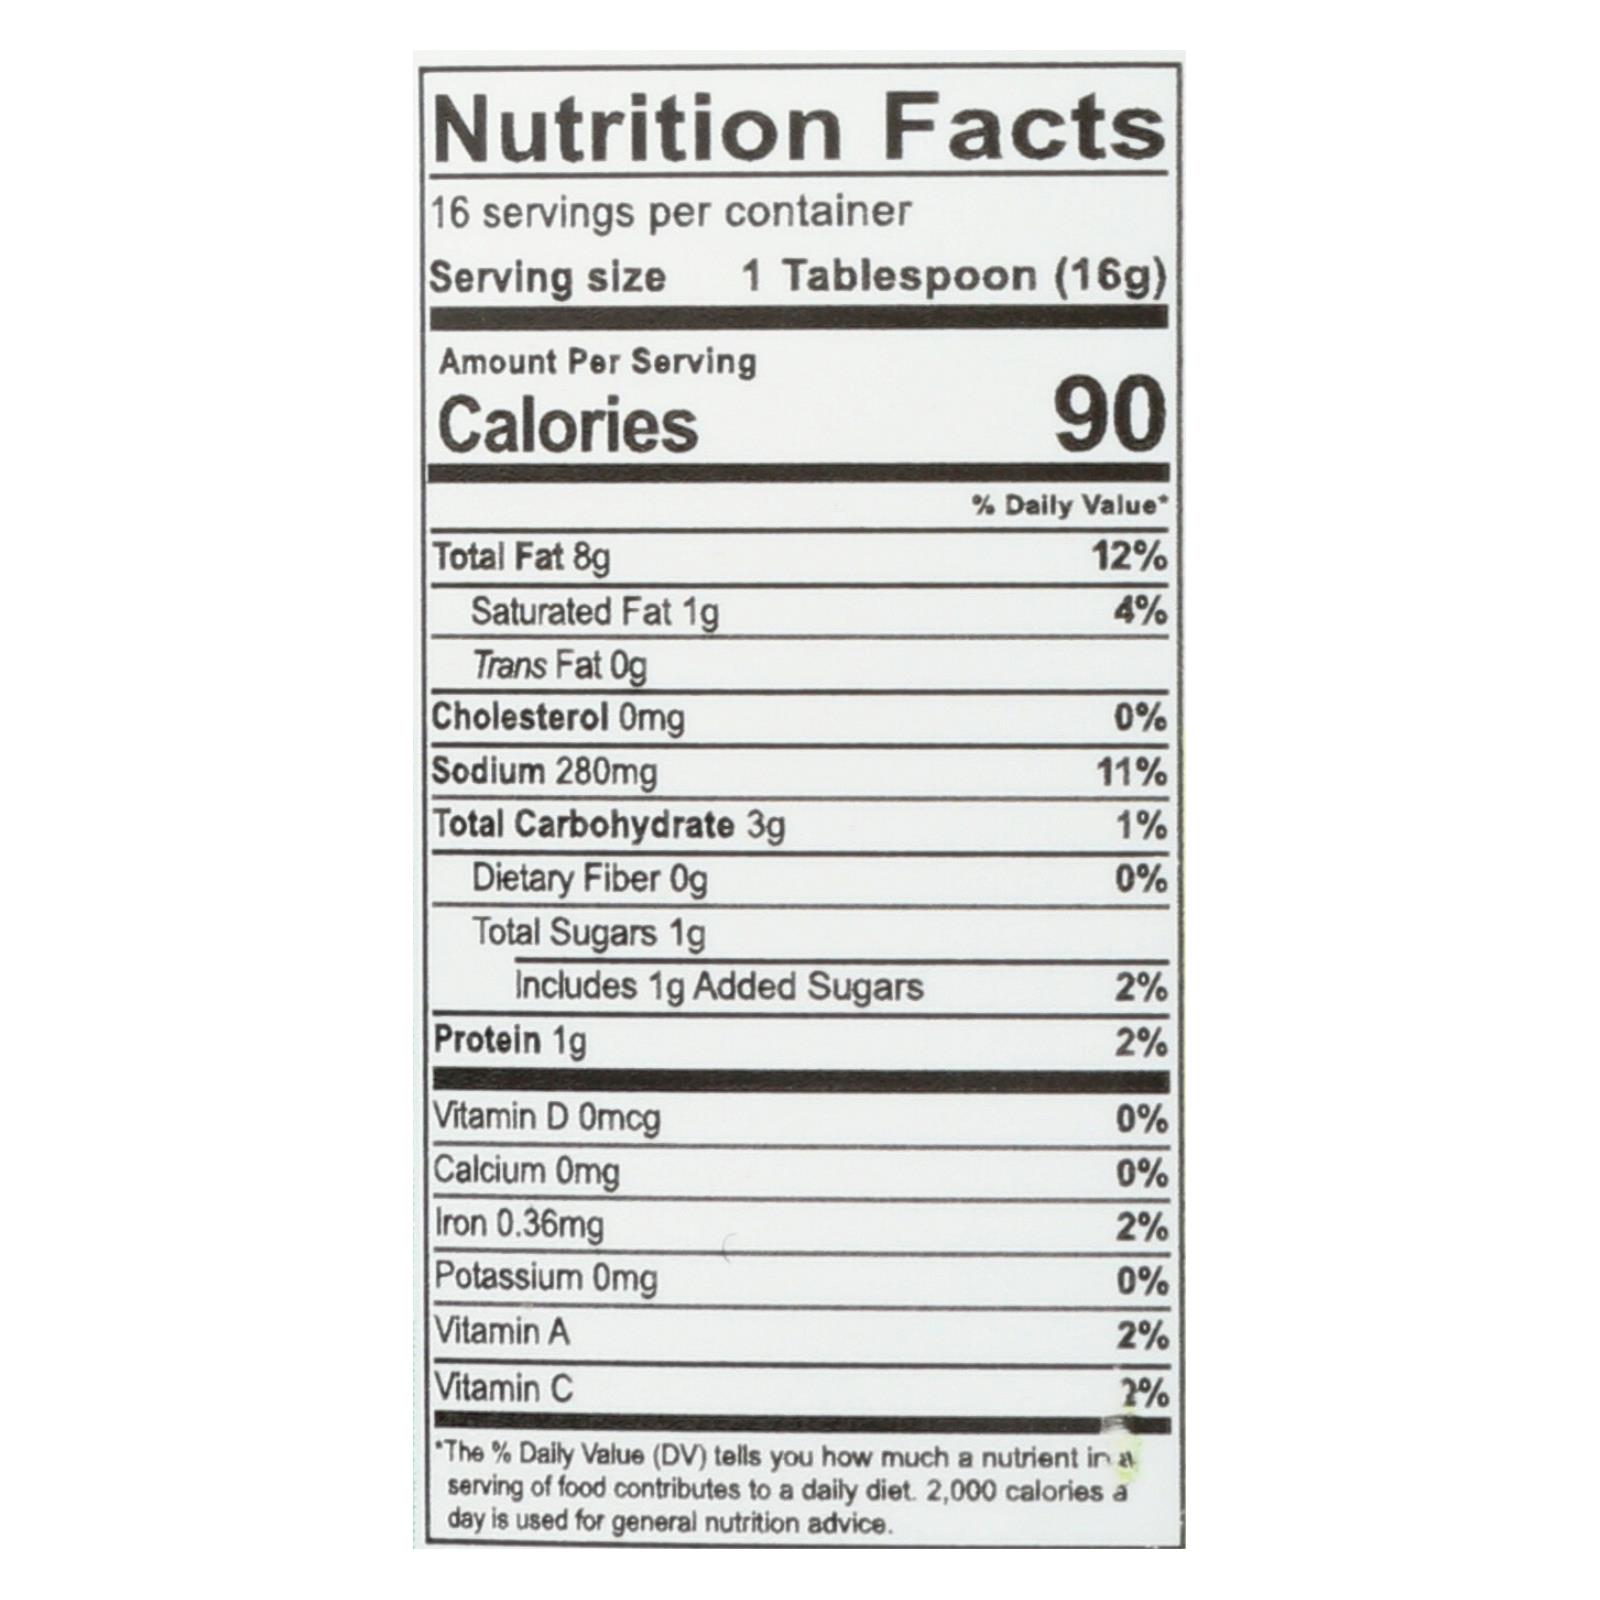 Nutrition Facts
16 servings per container
Serving size 1 Tablespoon (16g)
Amount Per Serving
Calories 90
% Daily Value*
Total Fat 8g 12%
Saturated Fat 1g 4%
Trans Fat 0g
Cholesterol 0mg 0%
Sodium 280mg 11%
Total Carbohydrate 3g 1%
Dietary Fiber 0g 0%
Total Sugars 1g
Includes 1g Added Sugars 2%
Protein 1g 2%
Vitamin D 0mcg 0%
Calcium 0mg 0%
Iron 0.36mg 2%
Potassium 0mg 0%
Vitamin A 2%
Vitamin C 2%
*The % Daily Value (DV) tells you how much a nutrient in a
serving of food contributes to a daily diet. 2,000 calories a
day is used for general nutrition advice.